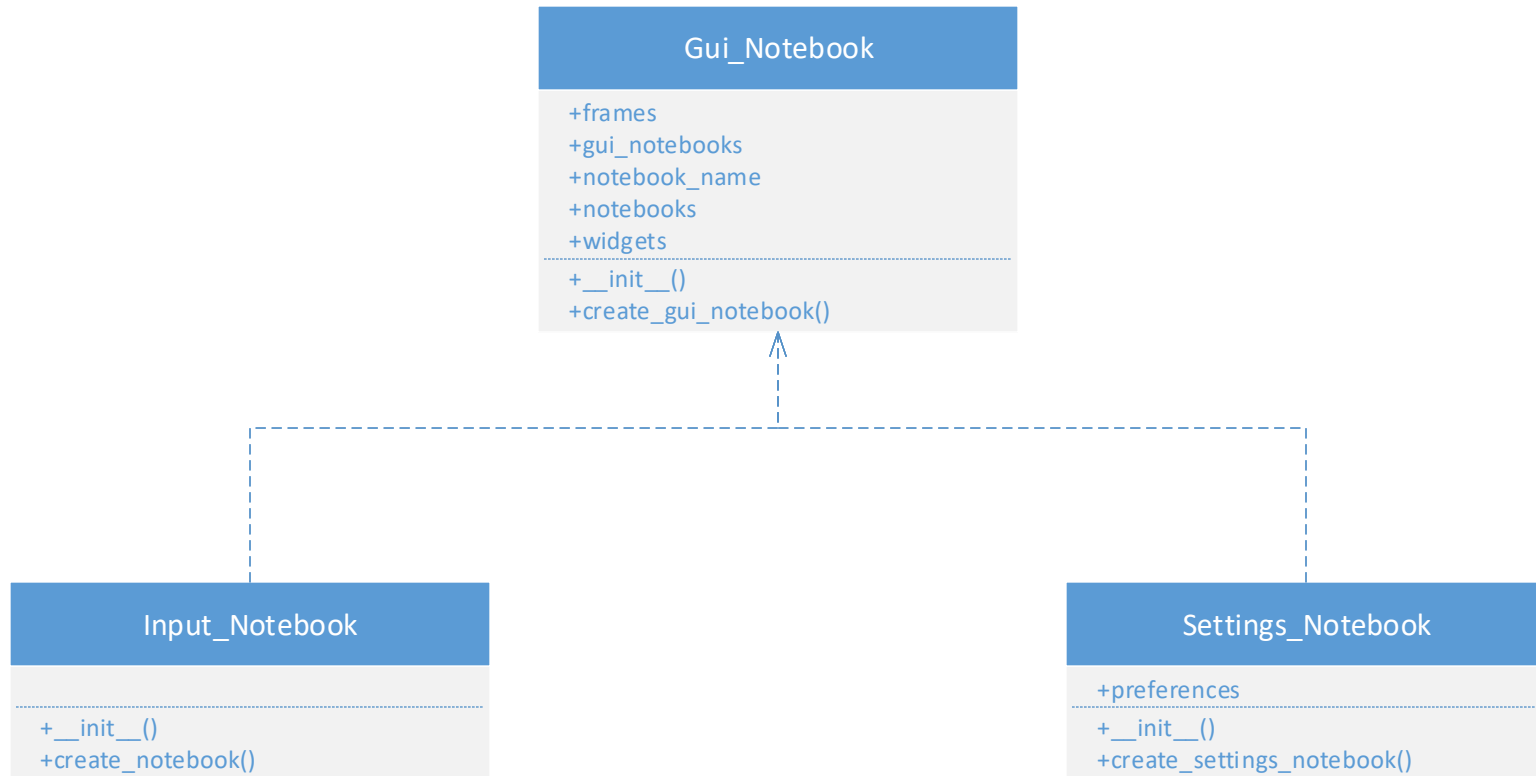 Gui_Notebook
+frames
+gui_notebooks
+notebook_name
+notebooks
+widgets
+__init__()
+create_gui_notebook()
Input_Notebook
+__init__()
+create_notebook()
Settings_Notebook
+preferences
+__init__()
+create_settings_notebook()